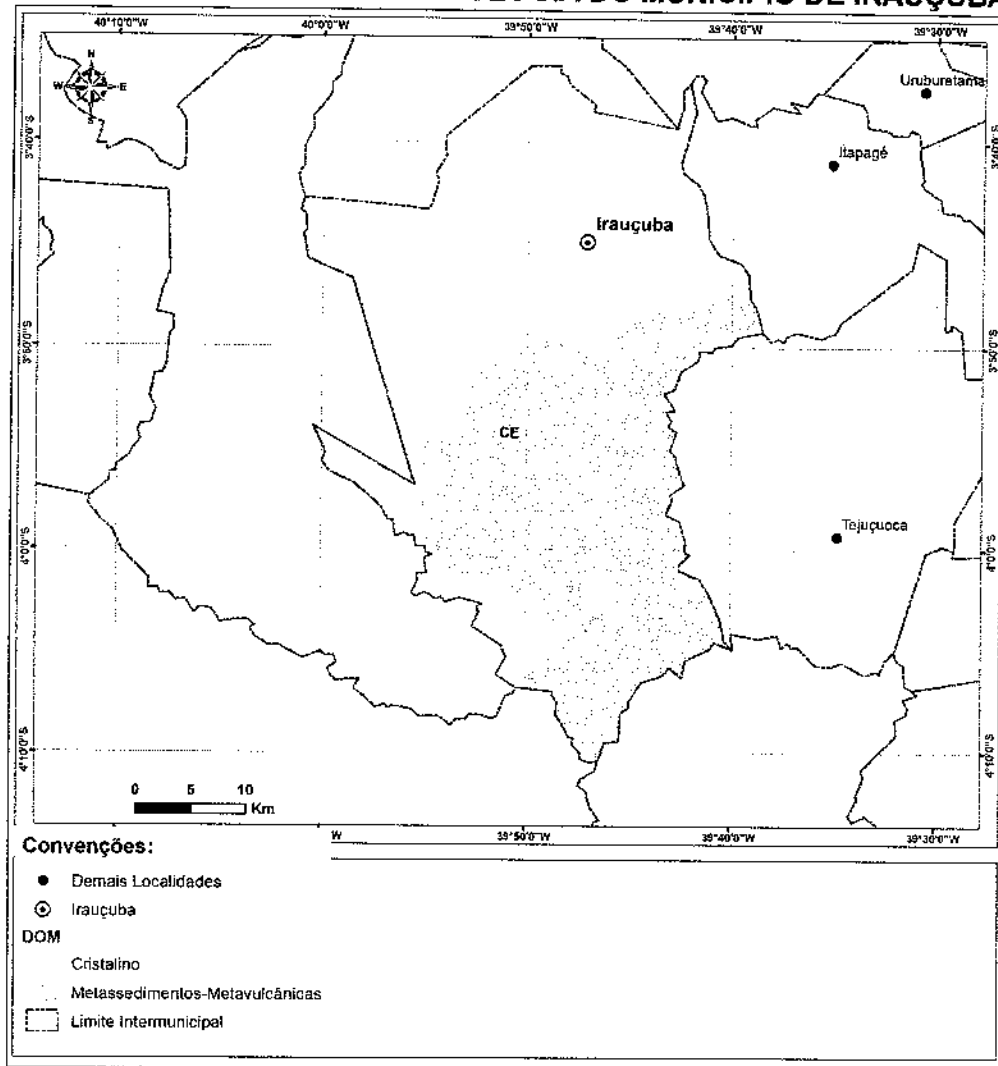 MUNICÍPIO DE IRAUÇUBA
40°10'0"W 40°0'0"W 39°50'0"W 39°40'0"W 39°30'0"W
N
W E
S
Uruburetama
3°40'0"S 3°40'0"S
Itapagé
Irauçuba
3°50'0"S 3°50'0"S
CE
Tejuçuoca
4°0'0"S 4°0'0"S
4°10'0"S 4°10'0"S
0 5 10
Km
W 39°50'0"W 39°40'0"W 39°30'0"W
Convenções:
Demais Localidades
Irauçuba
DOM
Cristalino
Metassedimentos-Metavulcânicas
Limite Intermunicipal